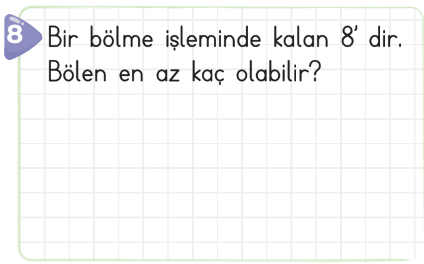 8
Bir bölme işleminde kalan 8' dir.
Bölen en az kaç olabilir?